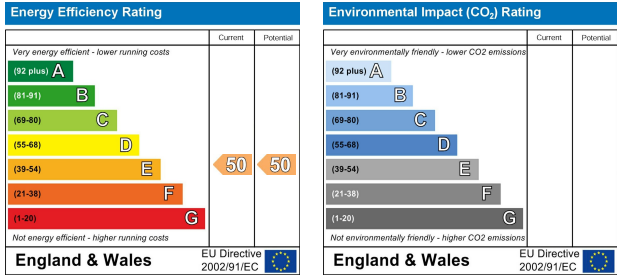 Energy Efficiency Rating
Current Potential
Very energy efficient - lower running costs
(92 plus) A
(81-91) B
(69-80) C
(55-68) D
(39-54) E 50 50
(21-38) F
(1-20) G
Not energy efficient - higher running costs
England & Wales
EU Directive
2002/91/EC
Environmental Impact (CO₂) Rating
Current Potential
Very environmentally friendly - lower CO2 emissions
(92 plus) A
(81-91) B
(69-80) C
(55-68) D
(39-54) E
(21-38) F
(1-20) G
Not environmentally friendly - higher CO2 emissions
England & Wales
EU Directive
2002/91/EC